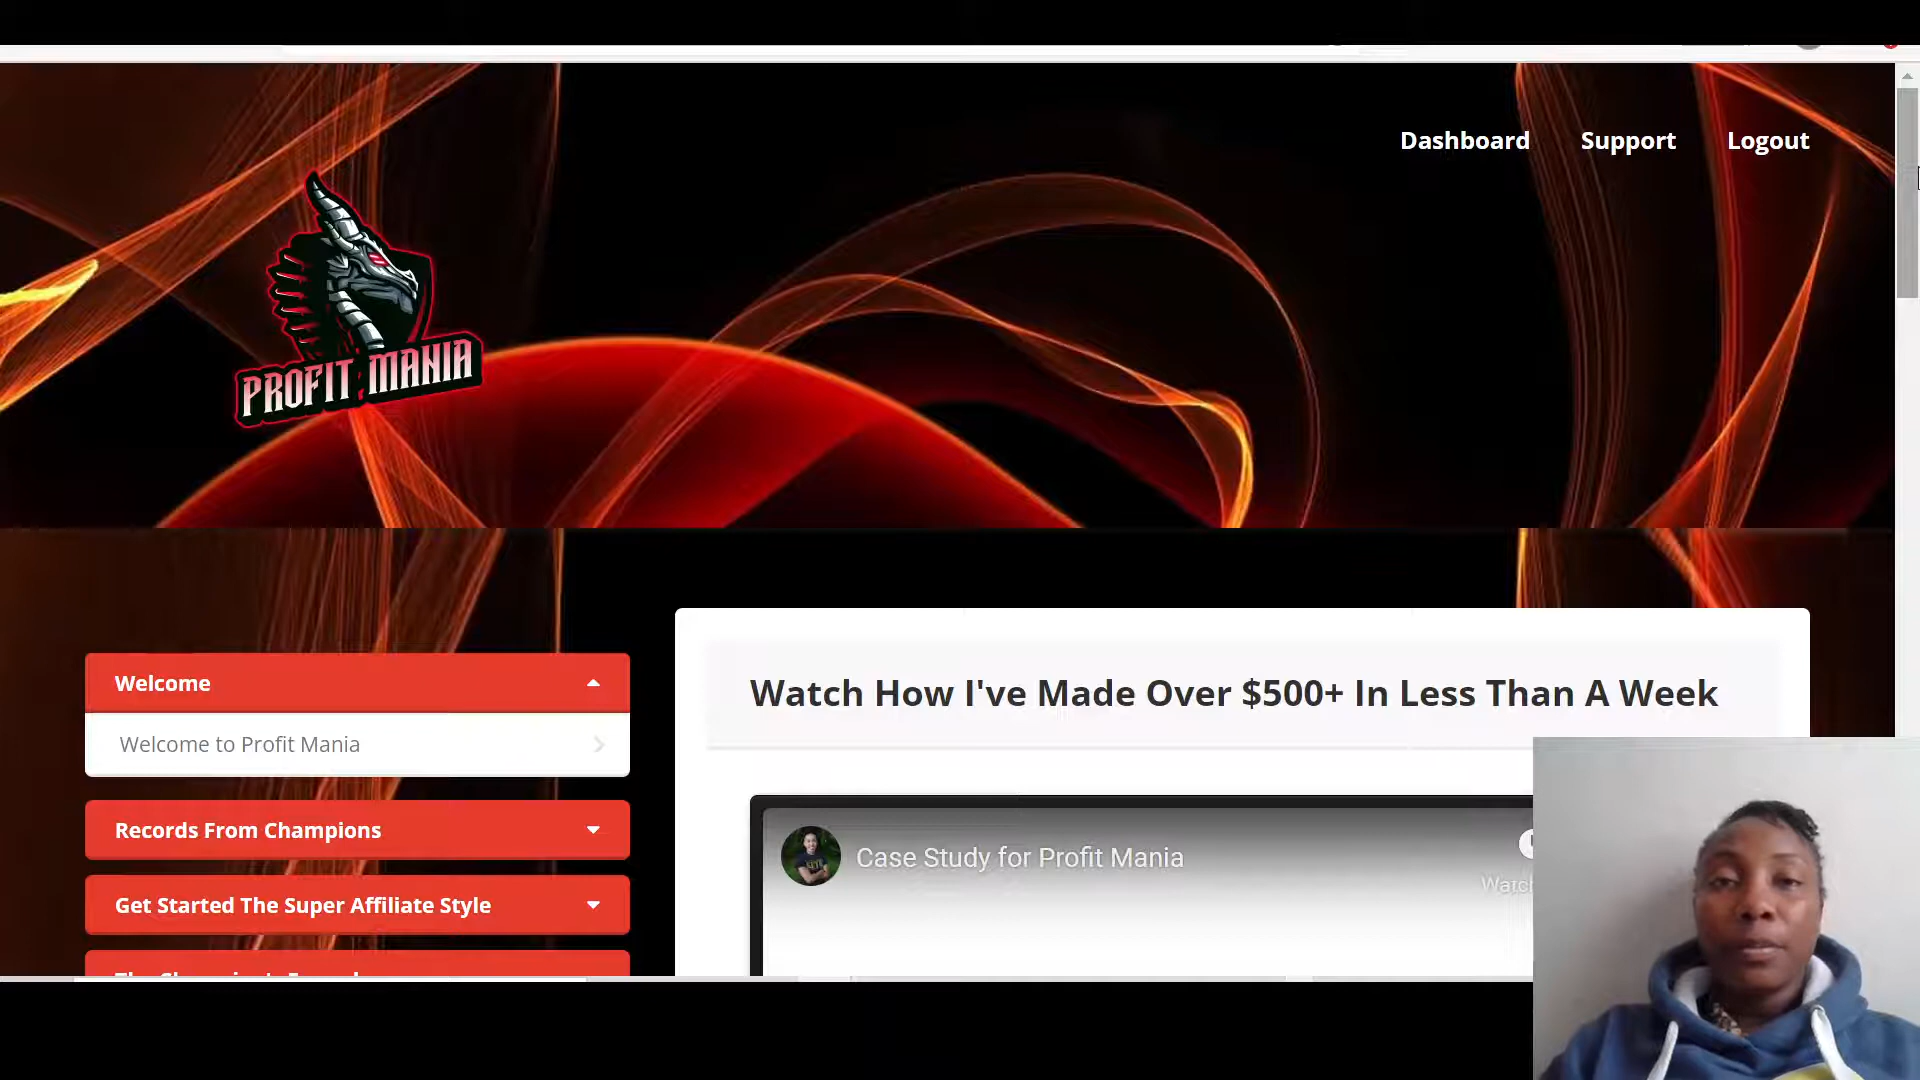 Dashboard Support Logout
PROFIT MANIA
Welcome
Welcome to Profit Mania
Records From Champions
Get Started The Super Affiliate Style
Watch How I've Made Over $500+ In Less Than A Week
Case Study for Profit Mania